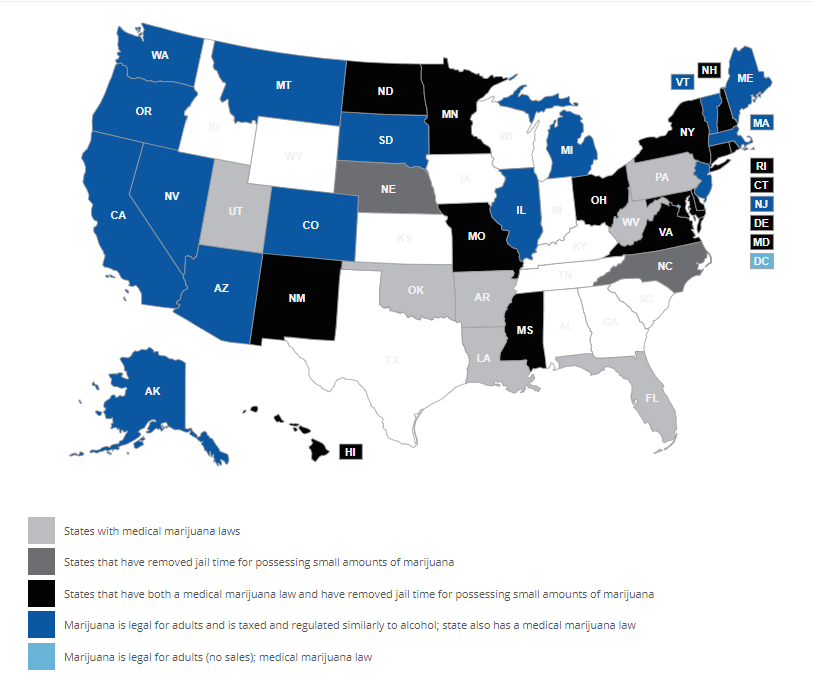 WA
MT
ND
MN
OR
ID
SD
WI
WY
MI
VT
NH
ME
MA
NY
RI
CT
NJ
DE
MD
DC
NV
UT
NE
IA
PA
CA
CO
KS
IL
IN
OH
WV
VA
MO
KY
AZ
NM
OK
AR
TN
NC
SC
MS
AL
GA
TX
LA
FL
AK
HI
States with medical marijuana laws
States that have removed jail time for possessing small amounts of marijuana
States that have both a medical marijuana law and have removed jail time for possessing small amounts of marijuana
Marijuana is legal for adults and is taxed and regulated similarly to alcohol; state also has a medical marijuana law
Marijuana is legal for adults (no sales); medical marijuana law